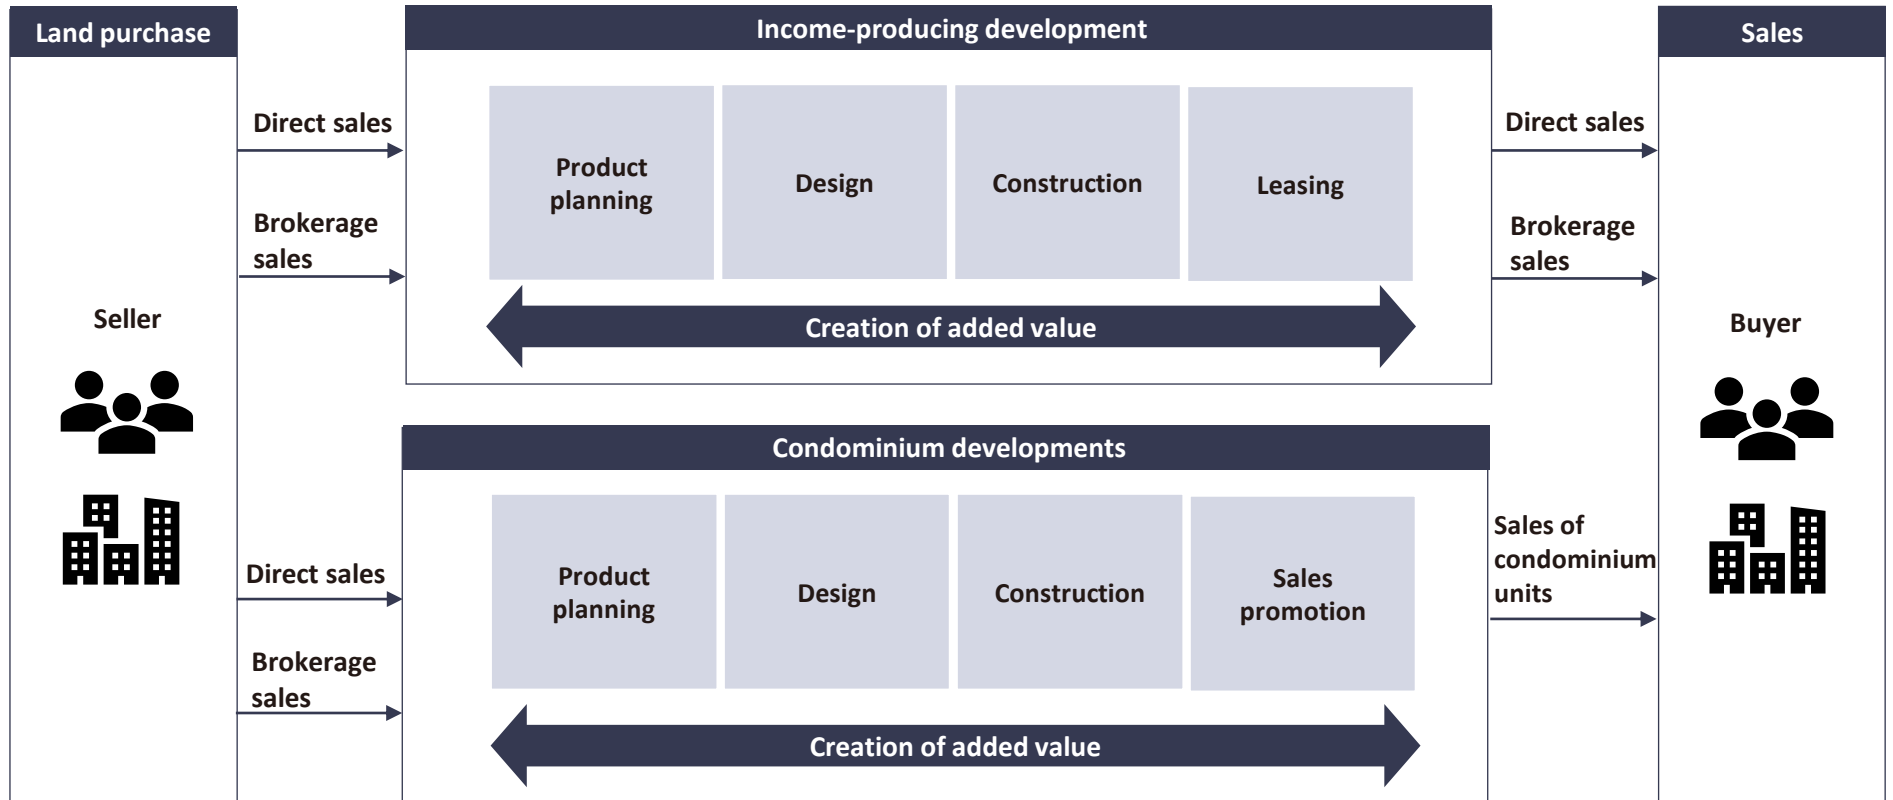 Land purchase
Income-producing development
Sales
Direct sales
Brokerage
sales
Product
planning
Design
Construction
Leasing
Creation of added value
Direct sales
Brokerage
sales
Seller
Buyer
Condominium developments
Direct sales
Brokerage
sales
Product
planning
Design
Construction
Sales
promotion
Creation of added value
Sales of
condominium
units